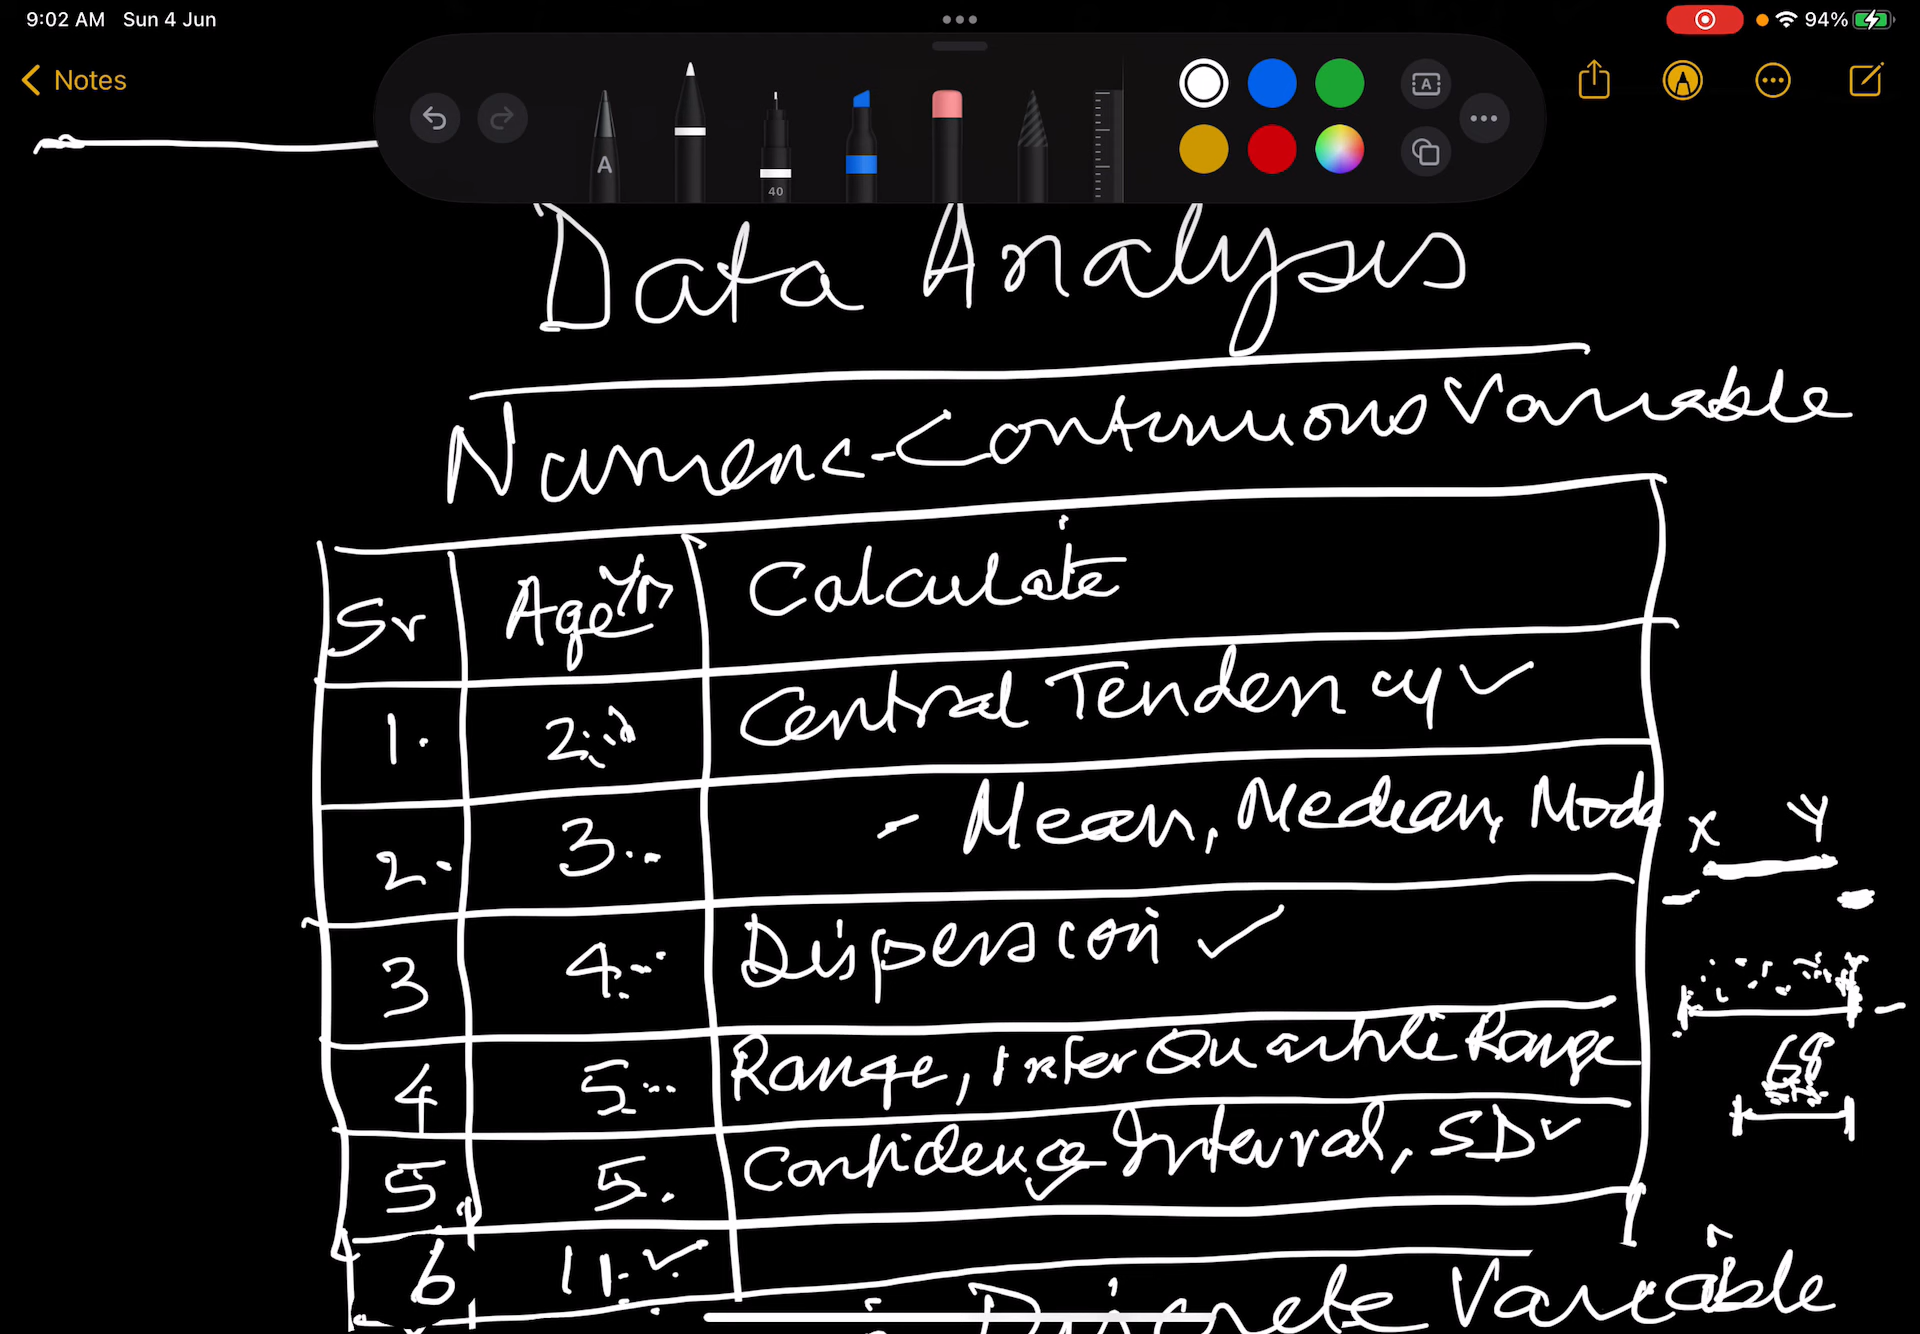 9:02 AM Sun 4 Jun
94%
Notes
A
40
A
Data Analysis
Numeric-Continuous Variable
Sr Age Yrs Calculate
1. 2 Central Tendency ✓
2. 3 - Mean, Median, Mode
X Y
3 4 Dispersion ✓
4 5 Range, Inter Quartile Range
68
5 5 Confidence Interval, SD ✓
6 11 ✓
Discrete Variable